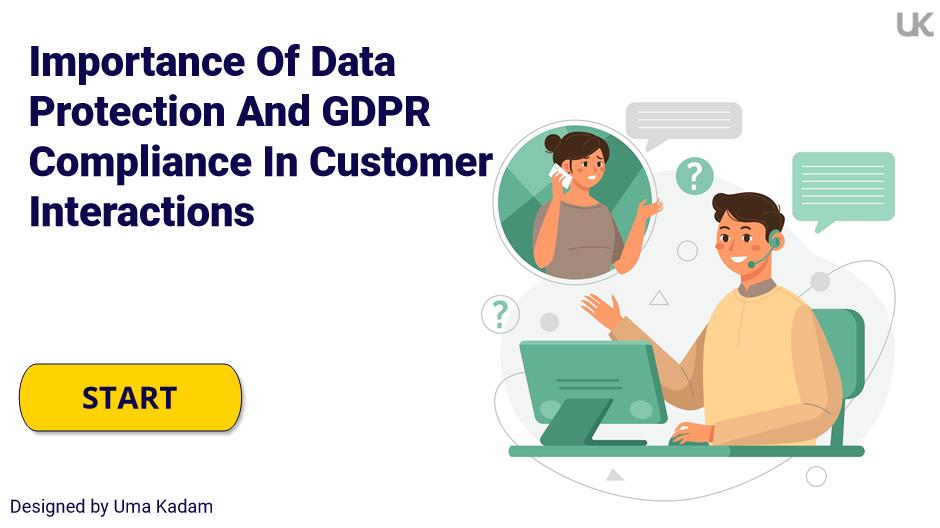 UK
Importance Of Data
Protection And GDPR
Compliance In Customer
Interactions
?
?
START
Designed by Uma Kadam